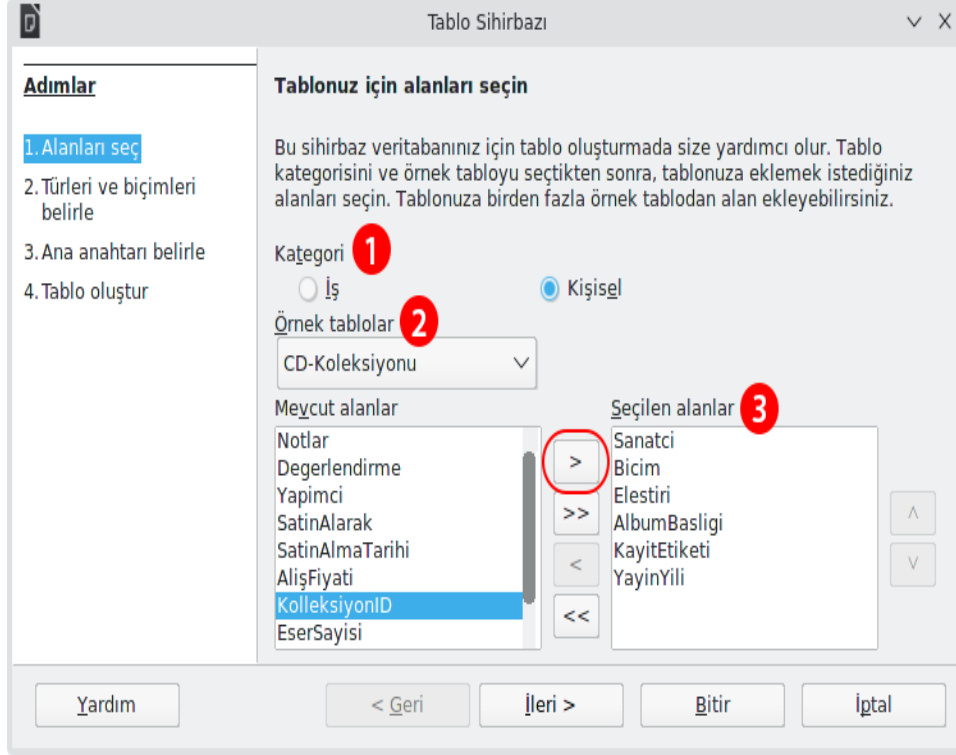 Tablo Sihirbazı
Adımlar
1. Alanları seç
2. Türleri ve biçimleri
belirle
3. Ana anahtarı belirle
4. Tablo oluştur
Tablonuz için alanları seçin
Bu sihirbaz veritabanınız için tablo oluşturmada size yardımcı olur. Tablo
kategorisini ve örnek tabloyu seçtikten sonra, tablonuza eklemek istediğiniz
alanları seçin. Tablonuza birden fazla örnek tablodan alan ekleyebilirsiniz.
Kategori 1
İş Kişisel
Örnek tablolar 2
CD-Koleksiyonu
Mevcut alanlar
Notlar
Degerlendirme
Yapimci
SatinAlarak
SatinAlmaTarihi
AlişFiyati
KolleksiyonID
EserSayisi
>
>>
<
<<
Seçilen alanlar 3
Sanatci
Bicim
Elestiri
AlbumBasligi
KayitEtiketi
YayinYili
Yardım < Geri İleri > Bitir İptal